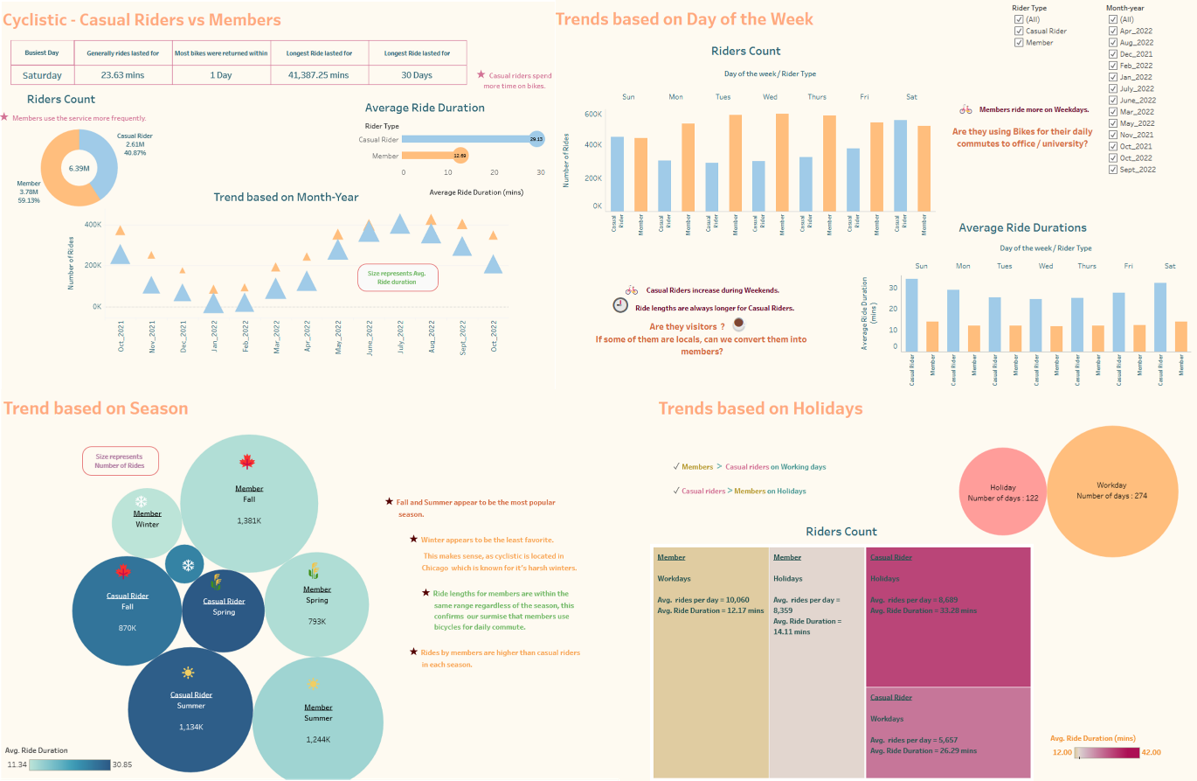 Cyclistic - Casual Riders vs Members
Busiest Day
Generally rides lasted for
Most bikes were returned within
Longest Ride lasted for
Longest Ride lasted for
Saturday
23.63 mins
1 Day
41,387.25 mins
30 Days
★ Casual riders spend
more time on bikes.
Riders Count
★ Members use the service more frequently.
Casual Rider
2.61M
40.87%
6.39M
Member
3.78M
59.13%
Average Ride Duration
Rider Type
Casual Rider
29.13
Member
12.89
0
10
20
30
Average Ride Duration (mins)
Trend based on Month-Year
Number of Rides
400K
200K
0K
Size represents Avg.
Ride duration
Oct_2021
Nov_2021
Dec_2021
Jan_2022
Feb_2022
Mar_2022
Apr_2022
May_2022
June_2022
July_2022
Aug_2022
Sept_2022
Oct_2022
Trends based on Day of the Week
Rider Type
(All)
Casual Rider
Member
Month-year
(All)
Apr_2022
Aug_2022
Dec_2021
Feb_2022
Jan_2022
July_2022
June_2022
Mar_2022
May_2022
Nov_2021
Oct_2021
Oct_2022
Sept_2022
Riders Count
Day of the week / Rider Type
Sun
Mon
Tues
Wed
Thurs
Fri
Sat
Number of Rides
600K
400K
200K
0K
Casual Rider
Member
Casual Rider
Member
Casual Rider
Member
Casual Rider
Member
Casual Rider
Member
Casual Rider
Member
Casual Rider
Member
Members ride more on Weekdays.
Are they using Bikes for their daily
commutes to office / university?
Casual Riders increase during Weekends.
Ride lengths are always longer for Casual Riders.
Are they visitors ?
If some of them are locals, can we convert them into
members?
Average Ride Durations
Day of the week / Rider Type
Sun
Mon
Tues
Wed
Thurs
Fri
Sat
Average Ride Duration
(mins)
30
20
10
0
Casual Rider
Member
Casual Rider
Member
Casual Rider
Member
Casual Rider
Member
Casual Rider
Member
Casual Rider
Member
Casual Rider
Member
Trend based on Season
Size represents
Number of Rides
Member
Fall
1,381K
Member
Winter
Casual Rider
Fall
870K
Casual Rider
Spring
Member
Spring
793K
Casual Rider
Summer
1,134K
Member
Summer
1,244K
Avg. Ride Duration
11.34
30.85
★ Fall and Summer appear to be the most popular
season.
★ Winter appears to be the least favorite.
This makes sense, as cyclistic is located in
Chicago which is known for it's harsh winters.
★ Ride lengths for members are within the
same range regardless of the season, this
confirms our surmise that members use
bicycles for daily commute.
★ Rides by members are higher than casual riders
in each season.
Trends based on Holidays
✓ Members > Casual riders on Working days
✓ Casual riders > Members on Holidays
Holiday
Number of days : 122
Workday
Number of days : 274
Riders Count
Member
Workdays
Avg. rides per day = 10,060
Avg. Ride Duration = 12.17 mins
Member
Holidays
Avg. rides per day =
8,359
Avg. Ride Duration =
14.11 mins
Casual Rider
Holidays
Avg. rides per day = 8,689
Avg. Ride Duration = 33.28 mins
Casual Rider
Workdays
Avg. rides per day = 5,657
Avg. Ride Duration = 26.29 mins
Avg. Ride Duration (mins)
12.00
42.00